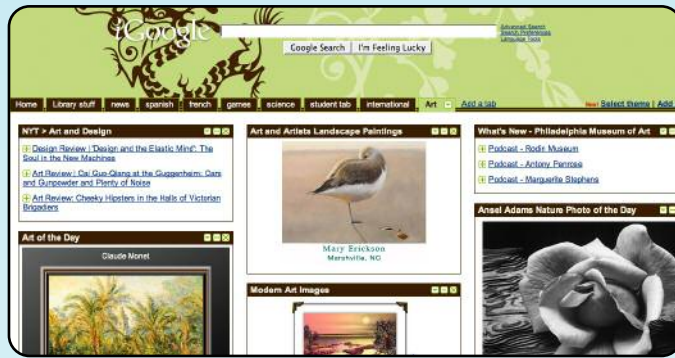 iGoogle
Advanced Search
Search Preferences
Language Tools
Google Search
I'm Feeling Lucky
Home
Library stuff
news
spanish
french
games
science
student tab
international
Art
Add a tab
New! Select theme | Add
NYT > Art and Design
Design Review | 'Design and the Elastic Mind': The
Soul in the New Machines
Art Review | Cai Guo-Qiang at the Guggenheim: Cars
and Gunpowder and Plenty of Noise
Art Review: Cheeky Hipsters in the Halls of Victorian
Brigadiers
Art of the Day
Claude Monet
Art and Artists Landscape Paintings
Mary Erickson
Marshville, NC
Modern Art Images
What's New - Philadelphia Museum of Art
Podcast - Rodin Museum
Podcast - Antony Penrose
Podcast - Marguerite Stephens
Ansel Adams Nature Photo of the Day